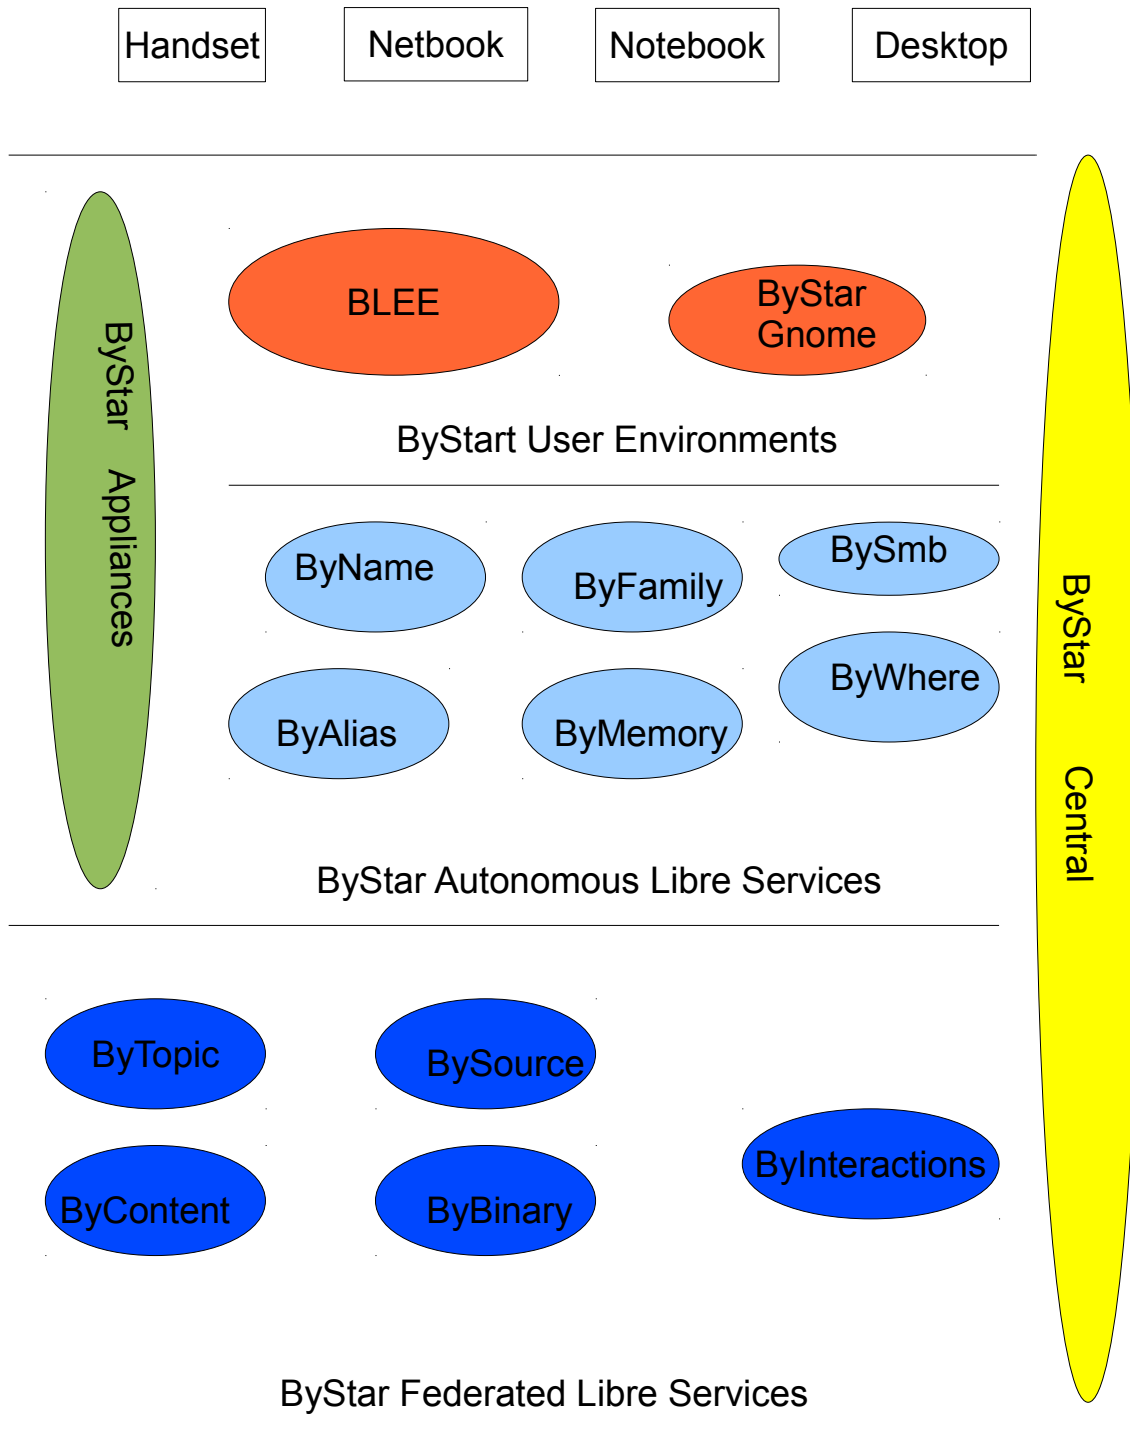 Handset
Netbook
Notebook
Desktop
BLEE
ByStar
Gnome
ByStart User Environments
ByStar Appliances
ByName
ByFamily
BySmb
ByWhere
ByAlias
ByMemory
ByStar Central
ByStar Autonomous Libre Services
ByTopic
BySource
ByInteractions
ByContent
ByBinary
ByStar Federated Libre Services